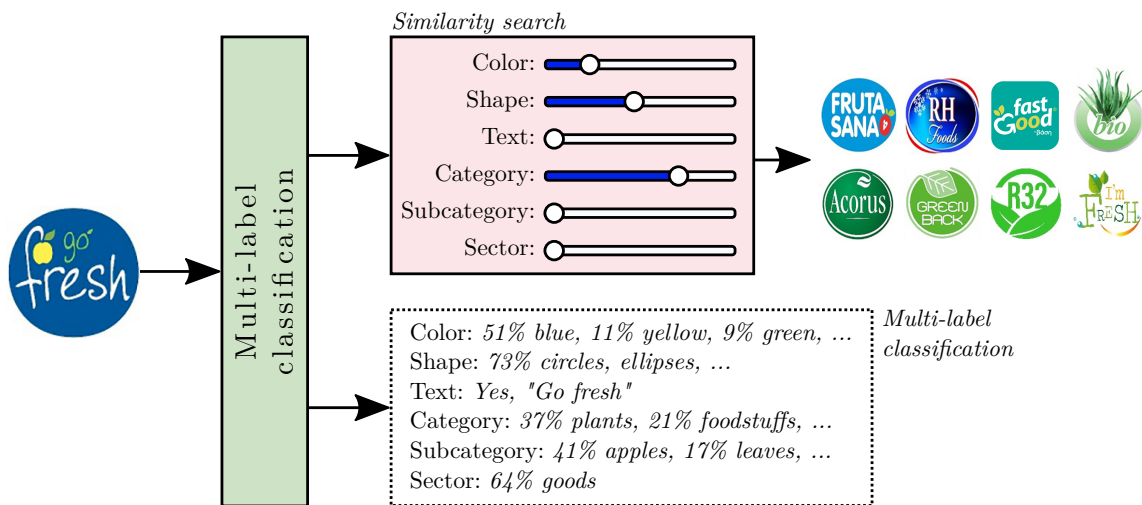 go
fresh
Multi-label
classification
Similarity search
Color:
Shape:
Text:
Category:
Subcategory:
Sector:
FRUTA
SANA
RH
Foods
fast
Good
bio
Acorus
GREEN
BACK
R32
I'm
FRESH
Color: 51% blue, 11% yellow, 9% green, ...
Shape: 73% circles, ellipses, ...
Text: Yes, "Go fresh"
Category: 37% plants, 21% foodstuffs, ...
Subcategory: 41% apples, 17% leaves, ...
Sector: 64% goods
Multi-label
classification